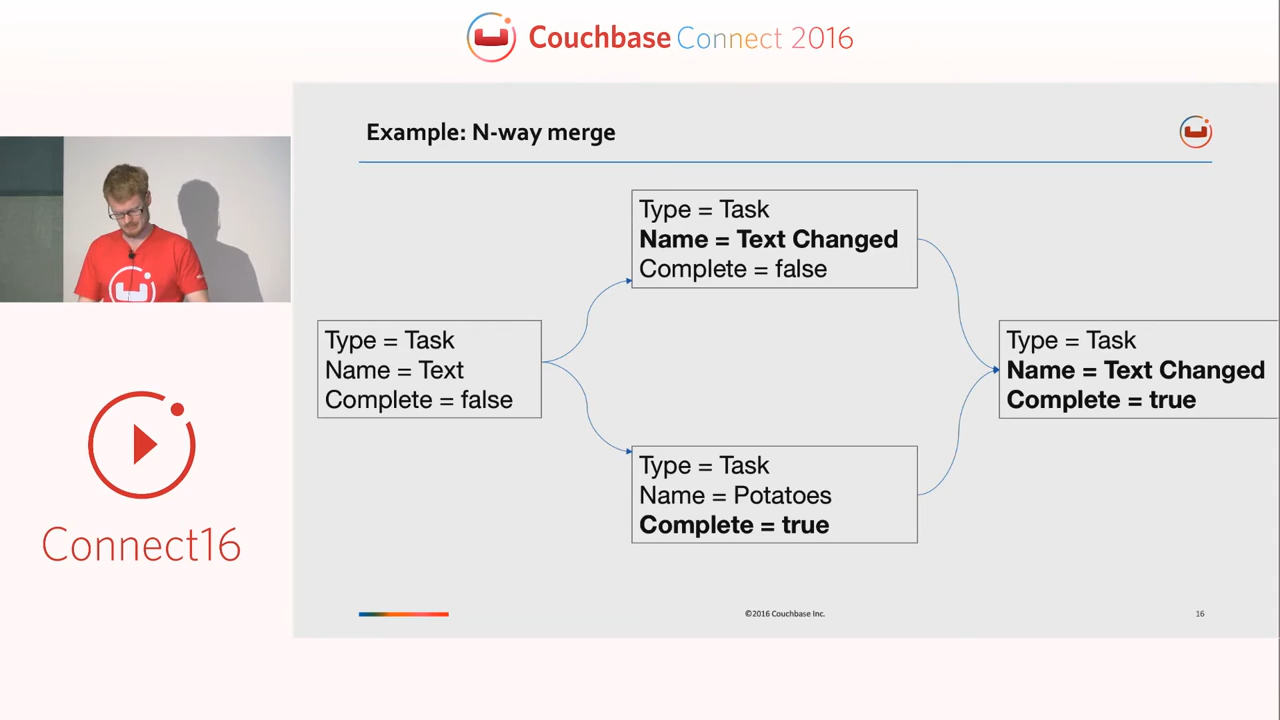 Couchbase Connect 2016
Example: N-way merge
Type = Task
Name = Text Changed
Complete = false
Type = Task
Name = Text
Complete = false
Type = Task
Name = Text Changed
Complete = true
Type = Task
Name = Potatoes
Complete = true
Connect16
©2016 Couchbase Inc.
16